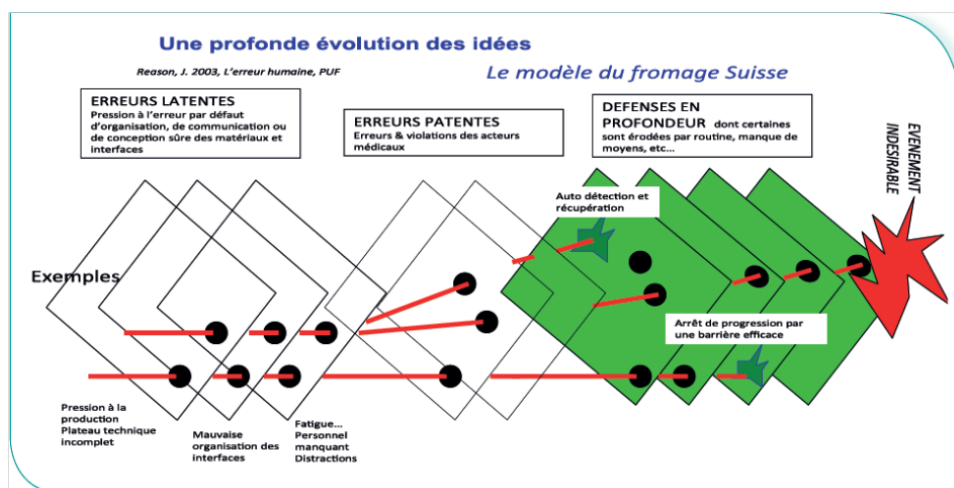 Une profonde évolution des idées
Reason, J. 2003, L'erreur humaine, PUF
Le modèle du fromage Suisse
ERREURS LATENTES
Pression à l'erreur par défaut
d'organisation, de communication ou
de conception sûre des matériaux et
interfaces
ERREURS PATENTES
Erreurs & violations des acteurs
médicaux
DEFENSES EN
PROFONDEUR dont certaines
sont érodées par routine, manque de
moyens, etc...
EVENEMENT
INDESIRABLE
Auto détection et
récupération
Exemples
Arrêt de progression par
une barrière efficace
Pression à la
production
Plateau technique
incomplet
Mauvaise
organisation des
interfaces
Fatigue...
Personnel
manquant
Distractions